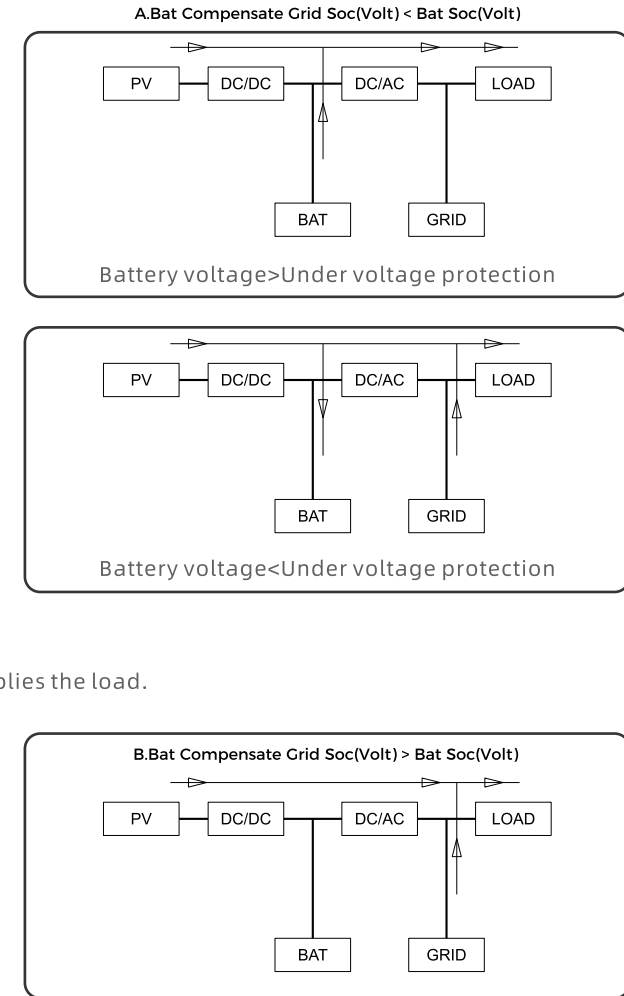 A.Bat Compensate Grid Soc(Volt) < Bat Soc(Volt)
PV DC/DC DC/AC LOAD
BAT GRID
Battery voltage>Under voltage protection
PV DC/DC DC/AC LOAD
BAT GRID
Battery voltage<Under voltage protection
plies the load.
B.Bat Compensate Grid Soc(Volt) > Bat Soc(Volt)
PV DC/DC DC/AC LOAD
BAT GRID